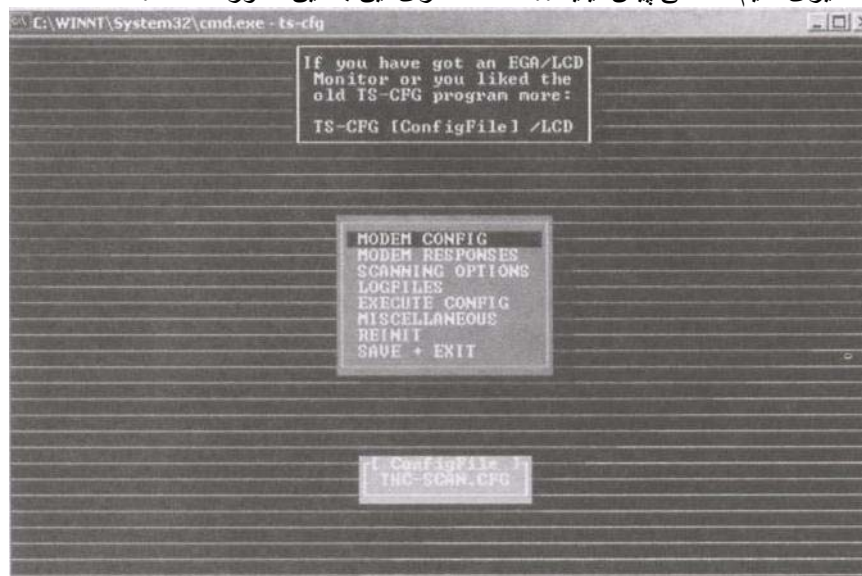 C:\WINNT\System32\cmd.exe - ts-cfg
If you have got an EGA/LCD
Monitor or you liked the
old TS-CFG program more:
TS-CFG [ConfigFile] /LCD
MODEM CONFIG
MODEM RESPONSES
SCANNING OPTIONS
LOGFILES
EXECUTE CONFIG
MISCELLANEOUS
REINIT
SAVE + EXIT
[ ConfigFile ]
THC-SCAN.CFG